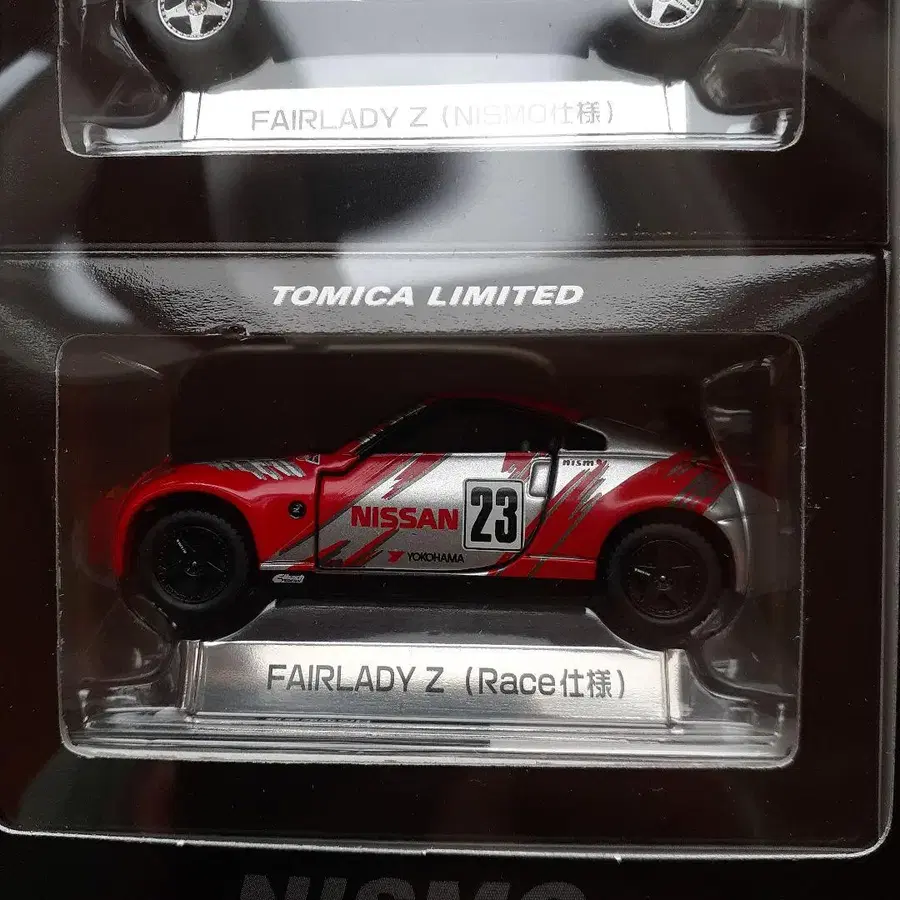 FAIRLADY Z (NISMO仕様)
TOMICA LIMITED
nismo
NISSAN
23
YOKOHAMA
FAIRLADY Z (Race仕様)
NISMO